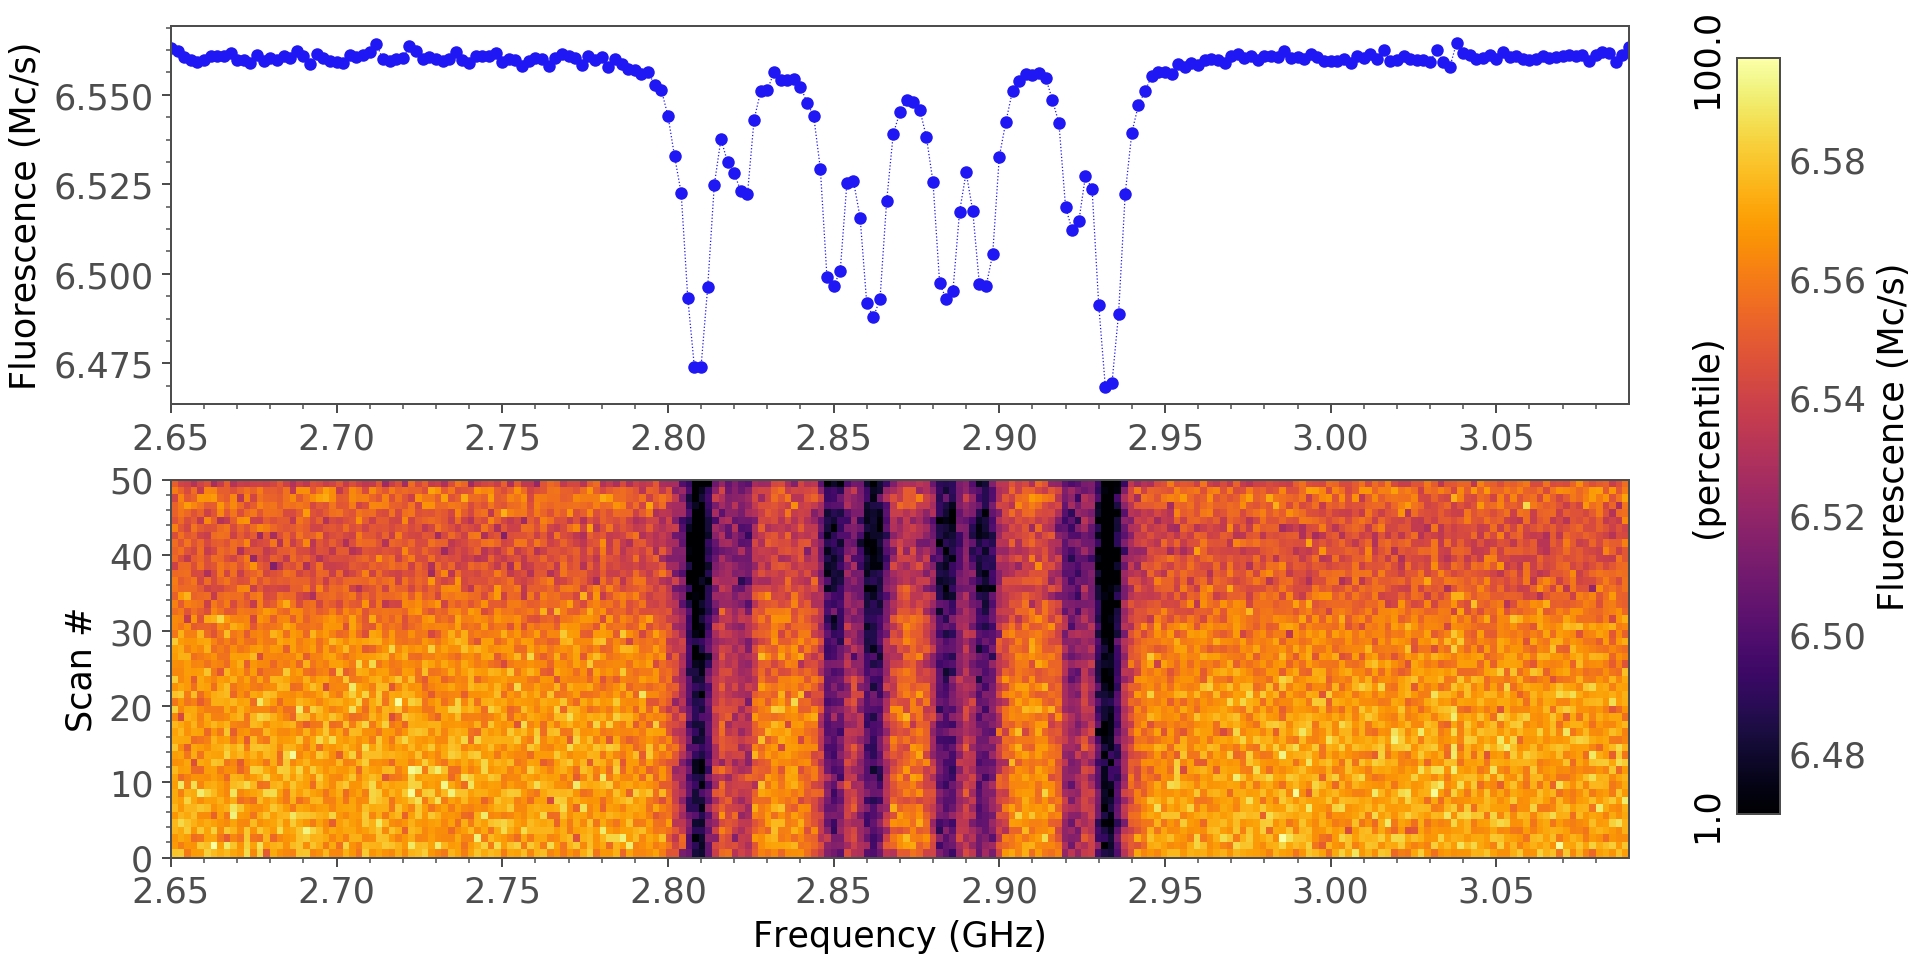 Fluorescence (Mc/s)
6.550
6.525
6.500
6.475
2.65 2.70 2.75 2.80 2.85 2.90 2.95 3.00 3.05
Scan #
50
40
30
20
10
0
2.65 2.70 2.75 2.80 2.85 2.90 2.95 3.00 3.05
Frequency (GHz)
100.0
(percentile)
1.0
6.58
6.56
6.54
6.52
6.50
6.48
Fluorescence (Mc/s)